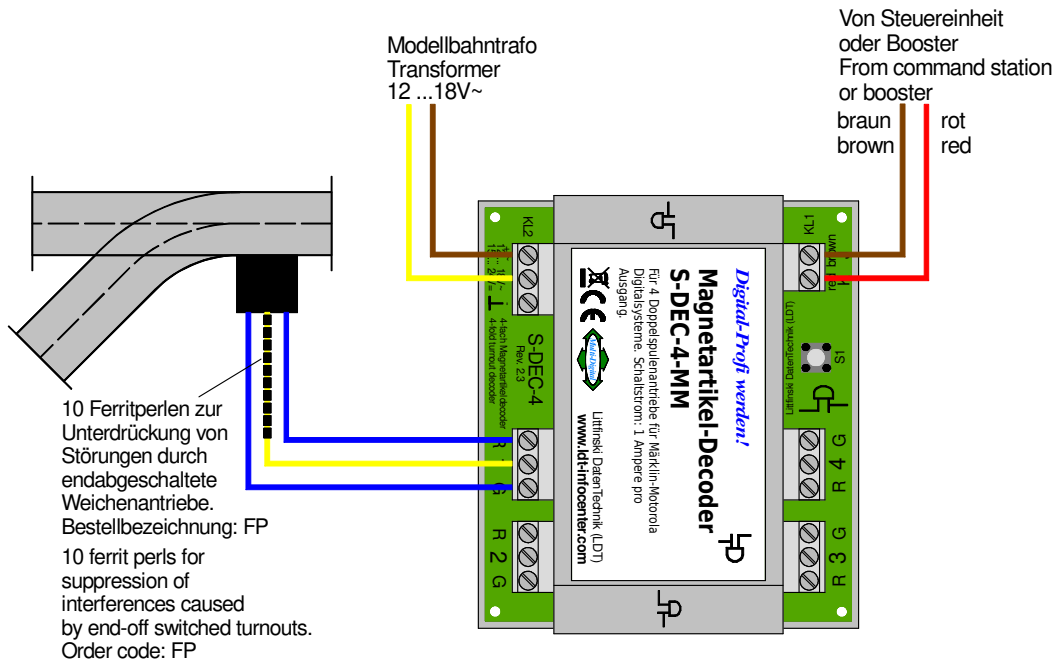 Modellbahntrafo
Transformer
12 ...18V~
Von Steuereinheit
oder Booster
From command station
or booster
braun
brown
rot
red
10 Ferritperlen zur
Unterdrückung von
Störungen durch
endabgeschaltete
Weichenantriebe.
Bestellbezeichnung: FP
10 ferrit perls for
suppression of
interferences caused
by end-off switched turnouts.
Order code: FP
KL2
S-DEC-4
Rev. 2.3
4-fach Magnetartikeldecoder
4-fold turnout decoder
R
G
R 2 G
Digital-Profi werden!
Magnetartikel-Decoder
S-DEC-4-MM
Für 4 Doppelspulenantriebe für Märklin-Motorola
Digitalsysteme. Schaltstrom: 1 Ampere pro
Ausgang.
CE
Multi-Digital
Littfinski DatenTechnik (LDT)
www.ldt-infocenter.com
KL1
red brown
S1
Littfinski DatenTechnik (LDT)
R 4 G
R 3 G